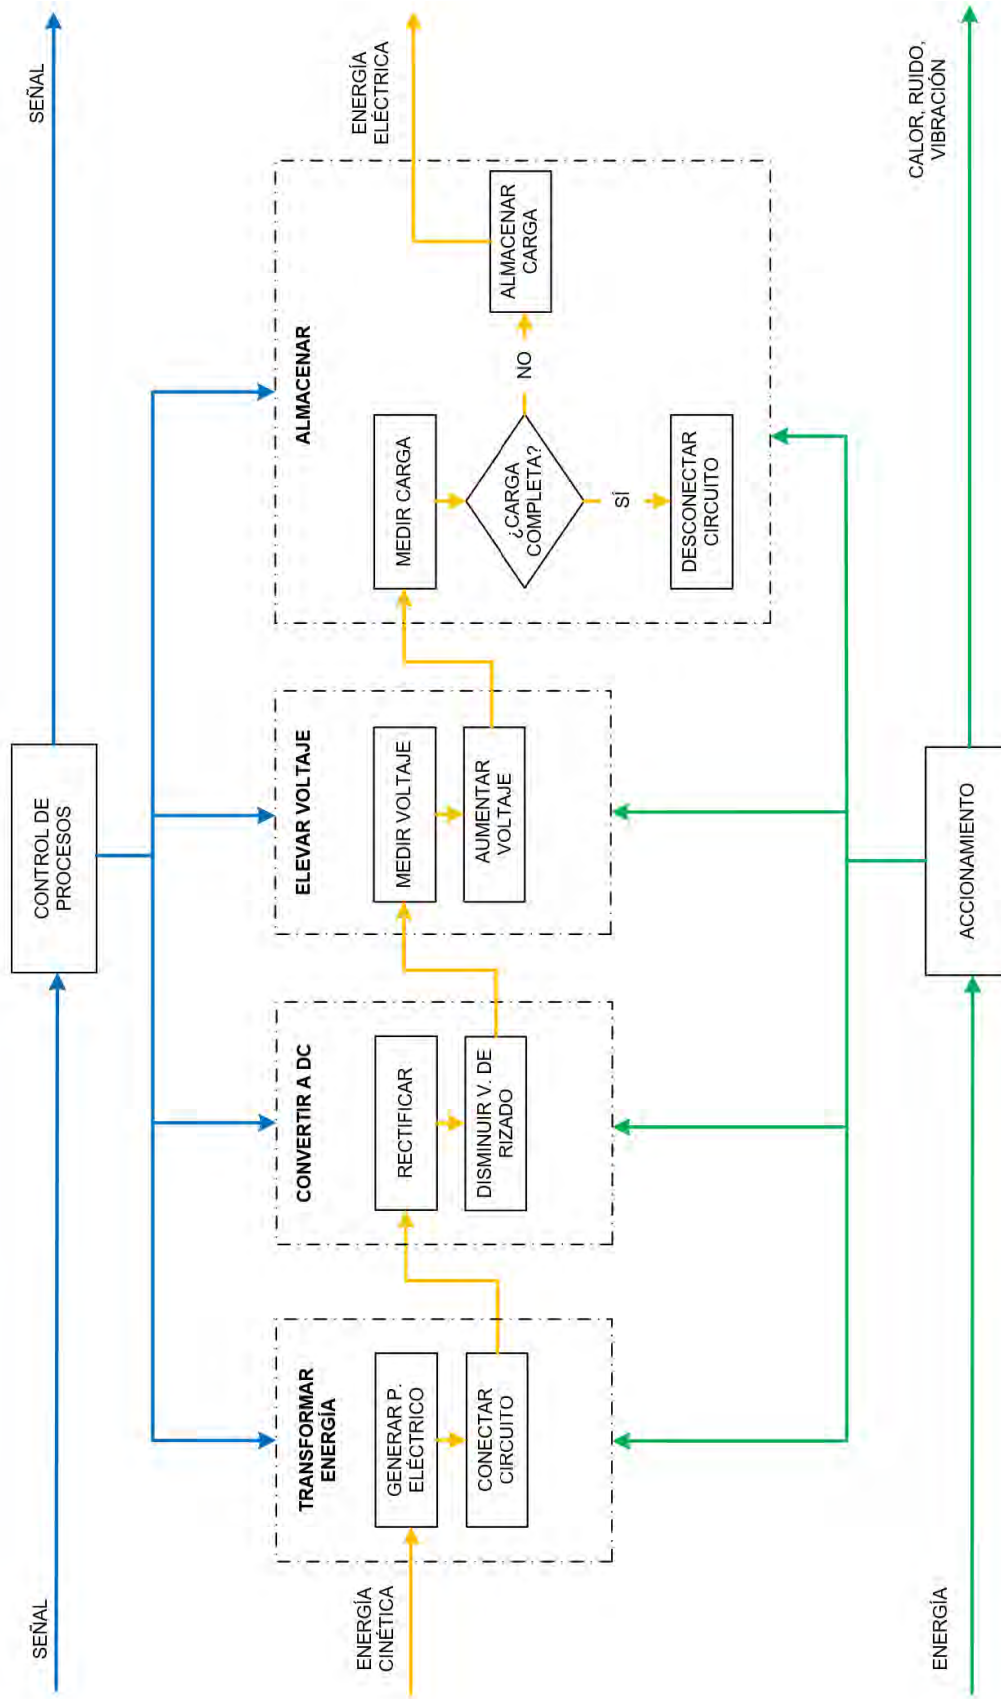 SEÑAL
CONTROL DE
PROCESOS
SEÑAL
ENERGÍA
CINÉTICA
TRANSFORMAR
ENERGÍA
GENERAR P.
ELÉCTRICO
CONECTAR
CIRCUITO
CONVERTIR A DC
RECTIFICAR
DISMINUIR V. DE
RIZADO
ELEVAR VOLTAJE
MEDIR VOLTAJE
AUMENTAR
VOLTAJE
ALMACENAR
MEDIR CARGA
¿CARGA
COMPLETA?
NO
SÍ
ALMACENAR
CARGA
DESCONECTAR
CIRCUITO
ENERGÍA
ELÉCTRICA
ENERGÍA
ACCIONAMIENTO
CALOR, RUIDO,
VIBRACIÓN